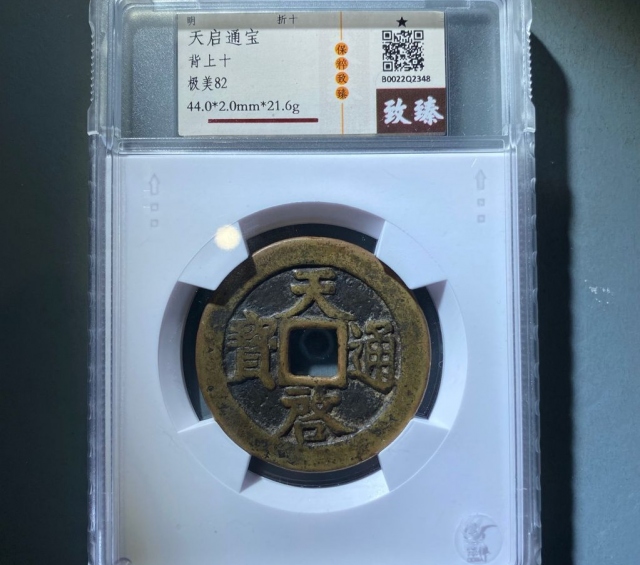 明 折十
天启通宝
背上十
极美82
44.0*2.0mm*21.6g
保粹致臻
★
B0022Q2348
致臻
天啓通寳